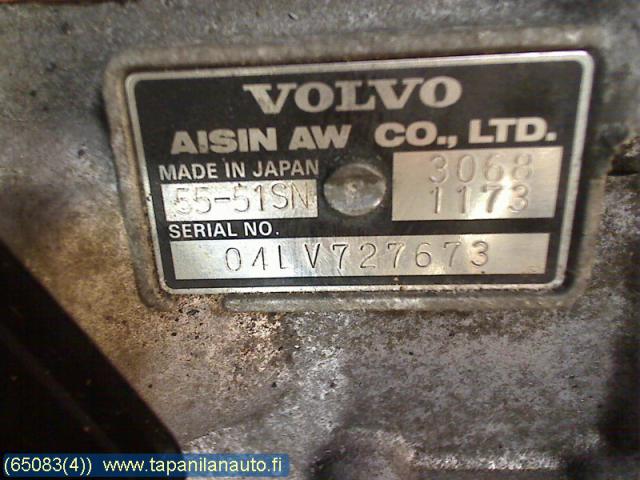 VOLVO
AISIN AW CO., LTD.
MADE IN JAPAN 3068
55-51SN 1173
SERIAL NO.
04LV727673
(65083(4)) www.tapanilanauto.fi